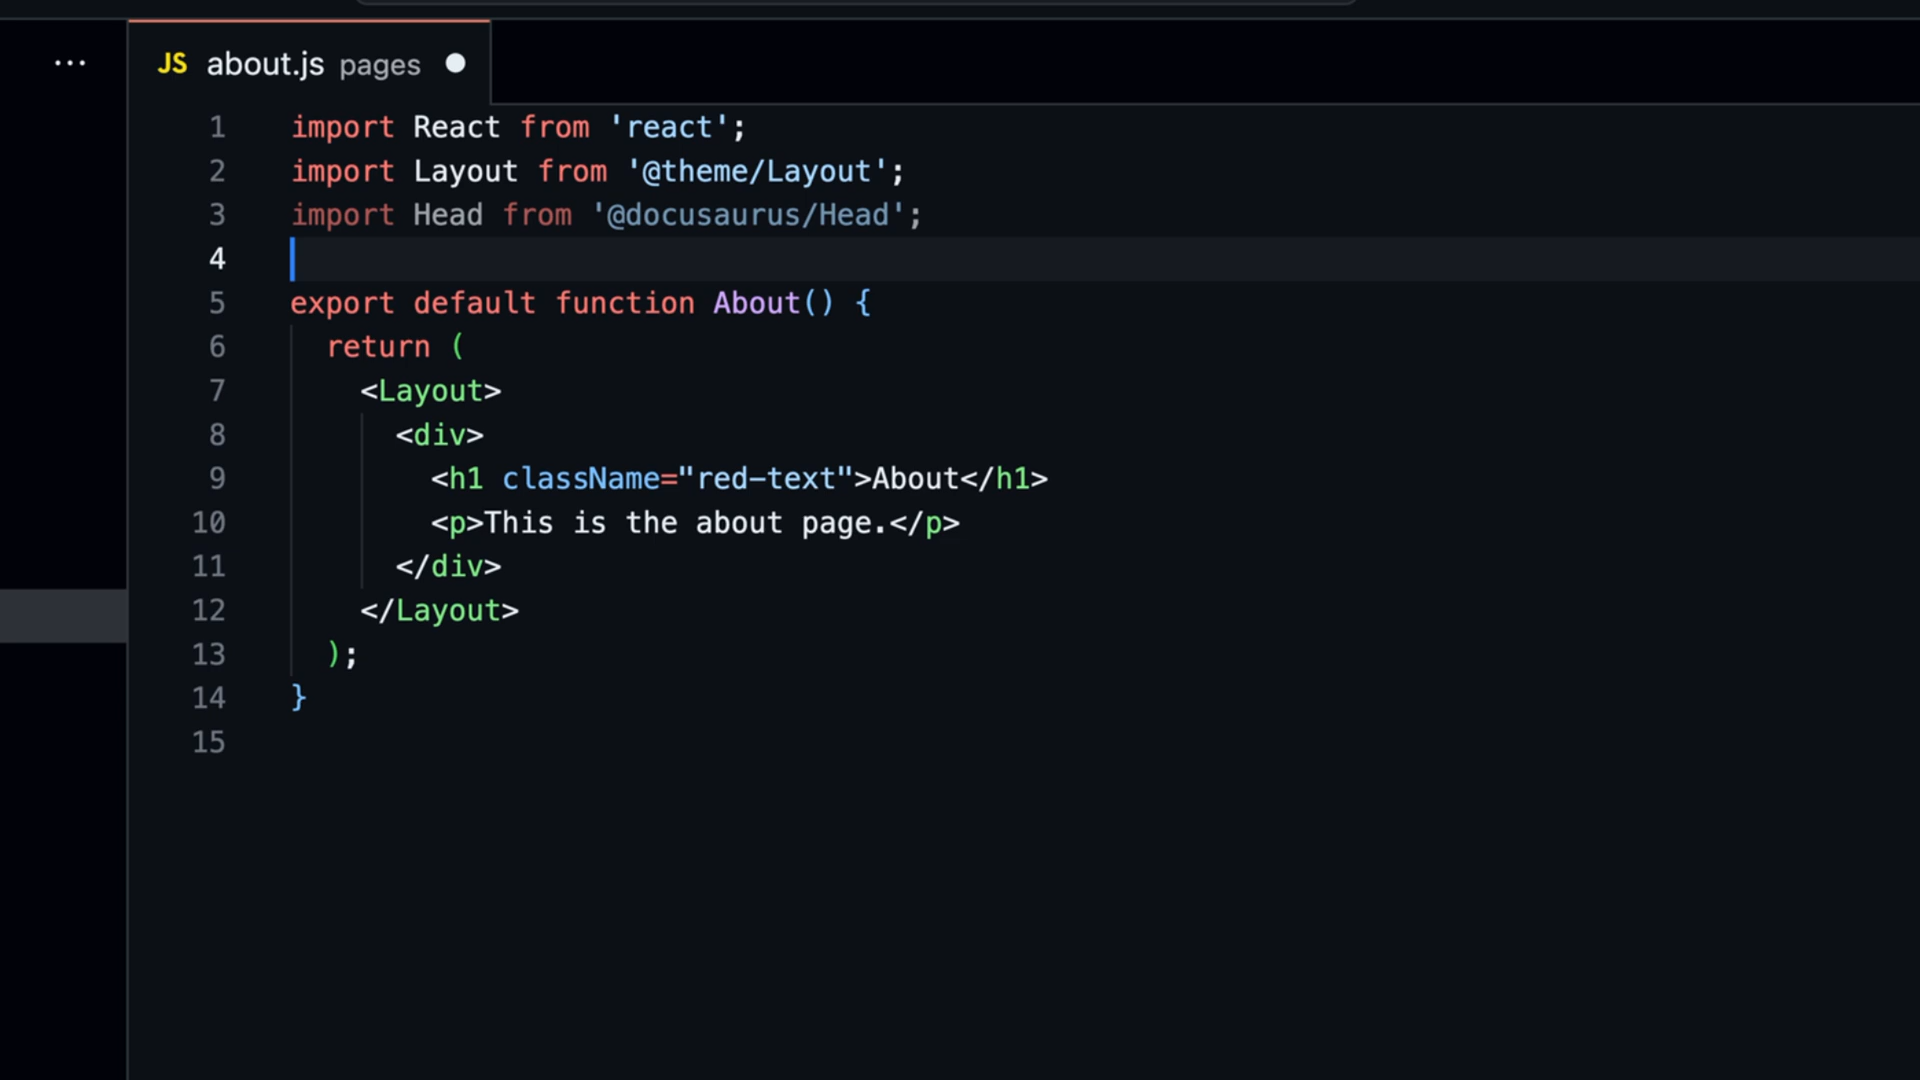 JS about.js pages
1 import React from 'react';
2 import Layout from '@theme/Layout';
3 import Head from '@docusaurus/Head';
4
5 export default function About() {
6   return (
7     <Layout>
8       <div>
9         <h1 className="red-text">About</h1>
10         <p>This is the about page.</p>
11       </div>
12     </Layout>
13   );
14 }
15